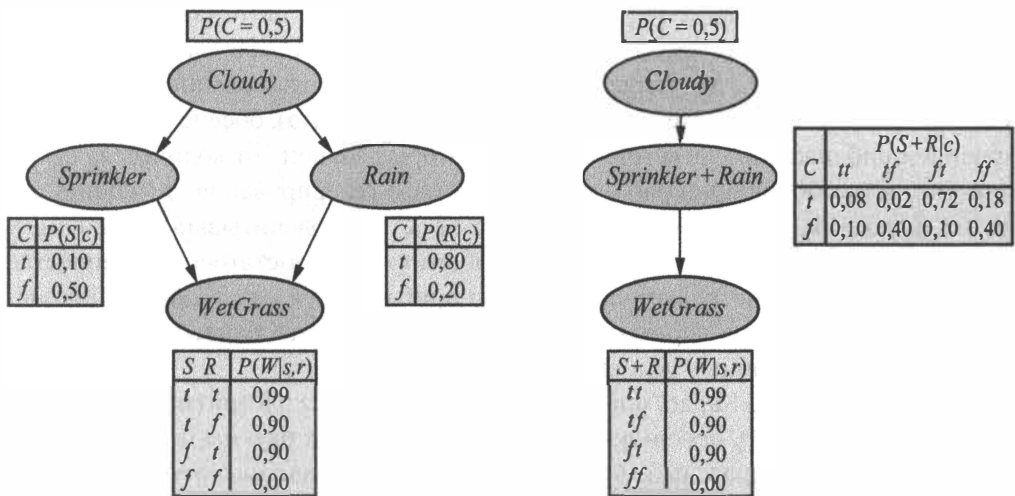 P(C = 0,5)
Cloudy
Sprinkler
Rain
C P(S|c)
t 0,10
f 0,50
C P(R|c)
t 0,80
f 0,20
WetGrass
S R P(W|s,r)
t t 0,99
t f 0,90
f t 0,90
f f 0,00
P(C = 0,5)
Cloudy
Sprinkler + Rain
P(S+R|c)
C tt tf ft ff
t 0,08 0,02 0,72 0,18
f 0,10 0,40 0,10 0,40
WetGrass
S+R P(W|s,r)
tt 0,99
tf 0,90
ft 0,90
ff 0,00